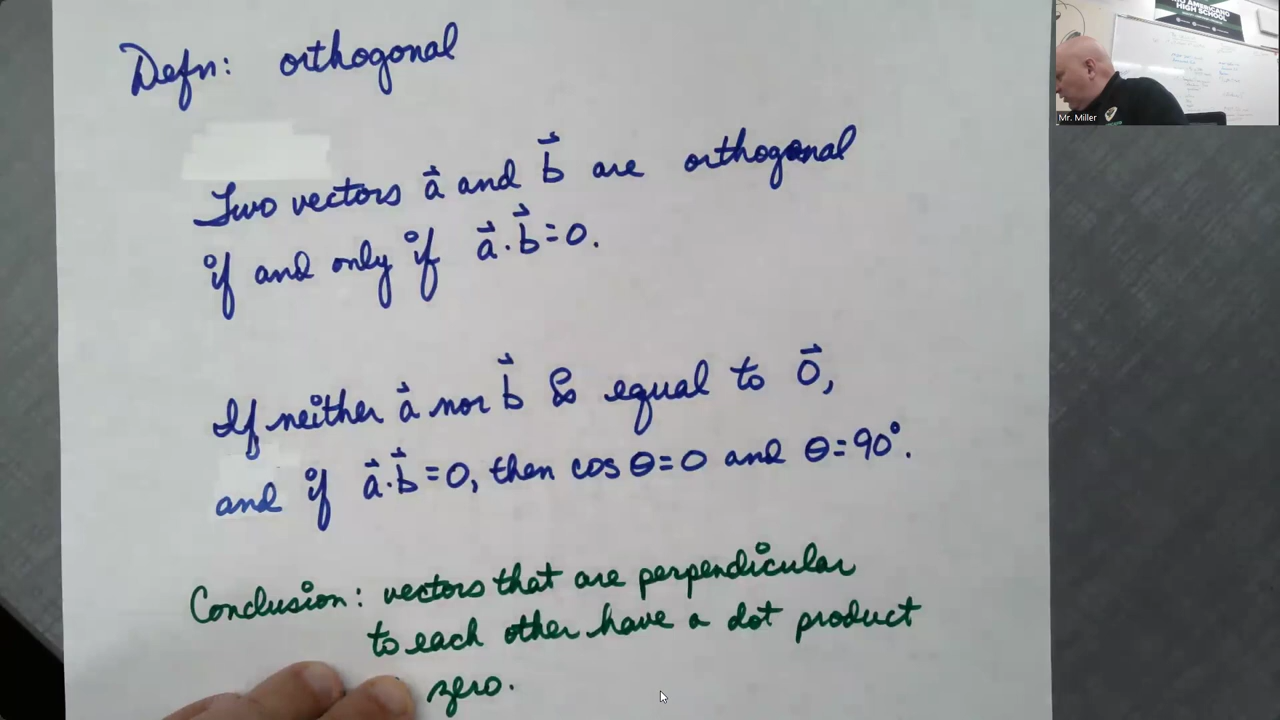 Defn: orthogonal
Two vectors a⃗ and b⃗ are orthogonal
if and only if a⃗·b⃗=0.
If neither a⃗ nor b⃗ is equal to 0⃗,
and if a⃗·b⃗=0, then cos θ=0 and θ=90°.
Conclusion: vectors that are perpendicular
to each other have a dot product
zero.
HIGH SCHOOL
Mr. Miller